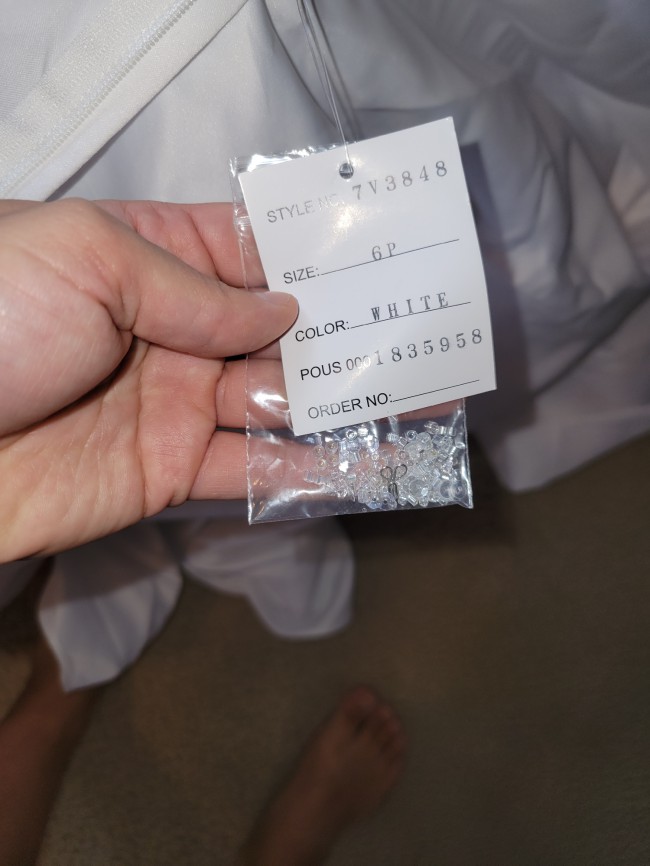 STYLE NO. 7V3848
SIZE: 6P
COLOR: WHITE
POUS 0001835958
ORDER NO: